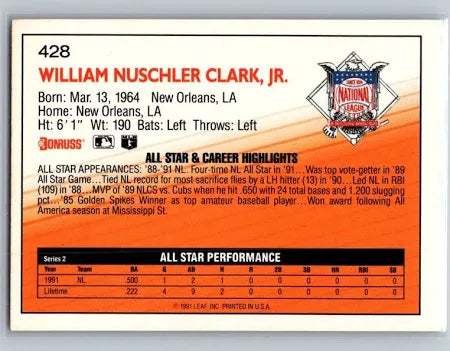 428
WILLIAM NUSCHLER CLARK, JR.
Born: Mar. 13, 1964 New Orleans, LA
Home: New Orleans, LA
Ht: 6'1" Wt: 190 Bats: Left Throws: Left
NATIONAL
LEAGUE
DONRUSS
ALL STAR & CAREER HIGHLIGHTS
ALL STAR APPEARANCES: '88-'91 NL. Four-time NL All Star in '91...Was top vote-getter in '89
All Star Game...Tied NL record for most sacrifice flies by a LH hitter (13) in '90...Led NL in RBI
(109) in '88...MVP of '89 NLCS vs. Cubs when he hit .650 with 24 total bases and 1.200 slugging
pct...'85 Golden Spikes Winner as top amateur baseball player...Won award following All
America season at Mississippi St.
Series 2 ALL STAR PERFORMANCE
Year Team BA G AB H R 2B 3B HR RBI SB
1991 NL .500 1 2 1 0 0 0 0 0 0
Lifetime .222 4 9 2 0 0 0 0 0 0
© 1991 LEAF, INC. PRINTED IN U.S.A.